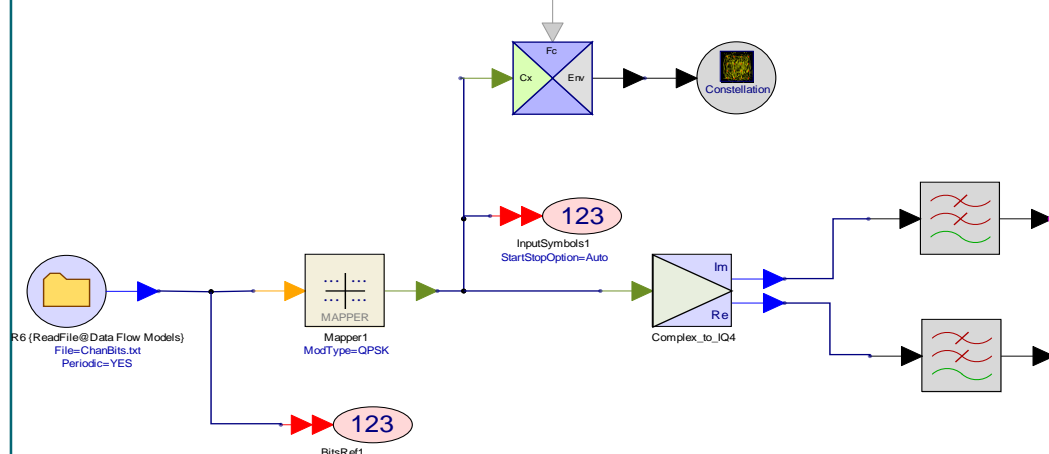 Fc
Cx
Env
Constellation
123
InputSymbols1
StartStopOption=Auto
Im
Re
Complex_to_IQ4
MAPPER
Mapper1
ModType=QPSK
R6 {ReadFile@Data Flow Models}
File=ChanBits.txt
Periodic=YES
123
BitsRef1